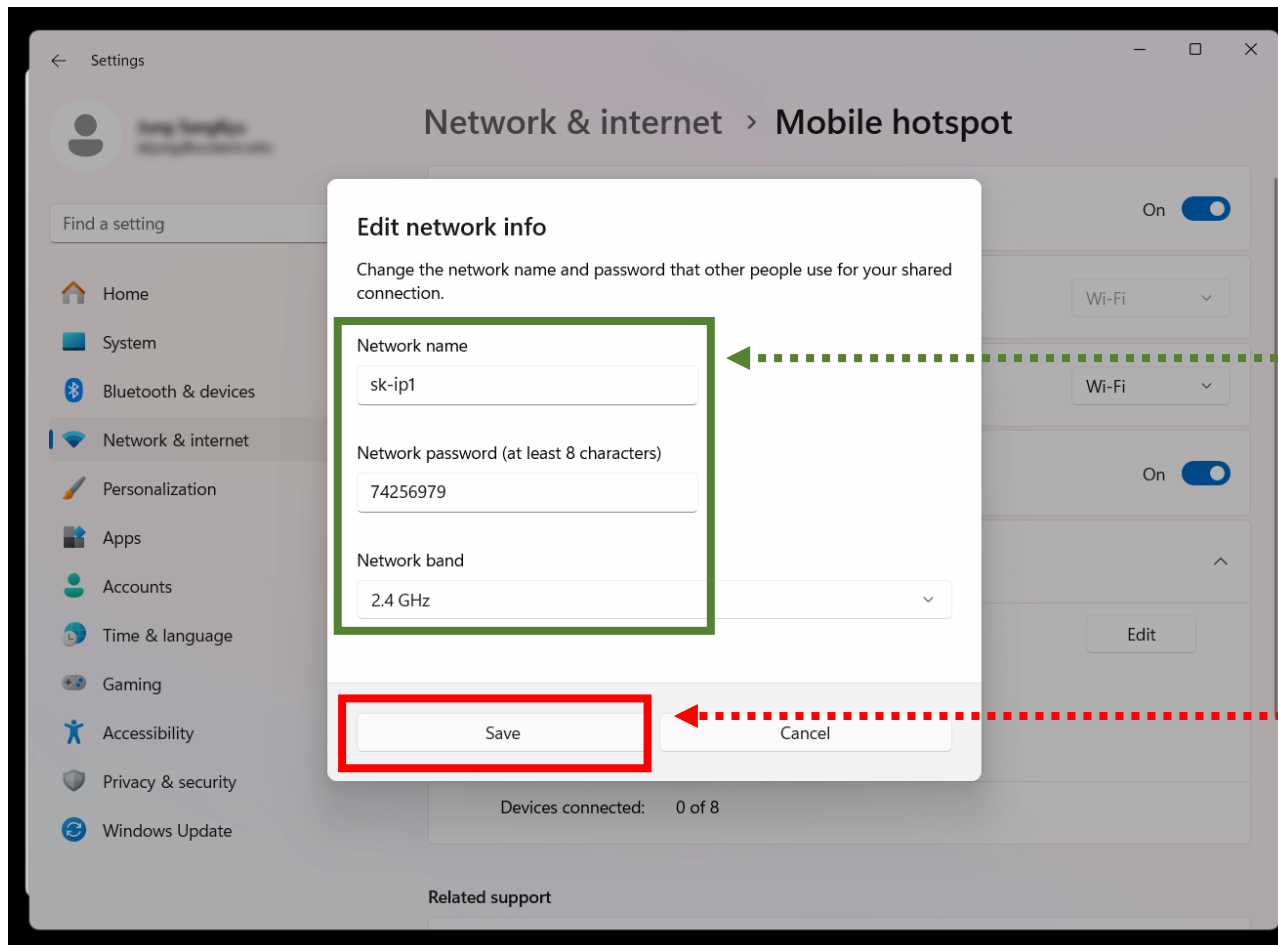 Settings
Network & internet > Mobile hotspot
Find a setting
Home
System
Bluetooth & devices
Network & internet
Personalization
Apps
Accounts
Time & language
Gaming
Accessibility
Privacy & security
Windows Update
On
Wi-Fi
Wi-Fi
On
Edit
Edit network info
Change the network name and password that other people use for your shared
connection.
Network name
sk-ip1
Network password (at least 8 characters)
74256979
Network band
2.4 GHz
Save
Cancel
Devices connected: 0 of 8
Related support